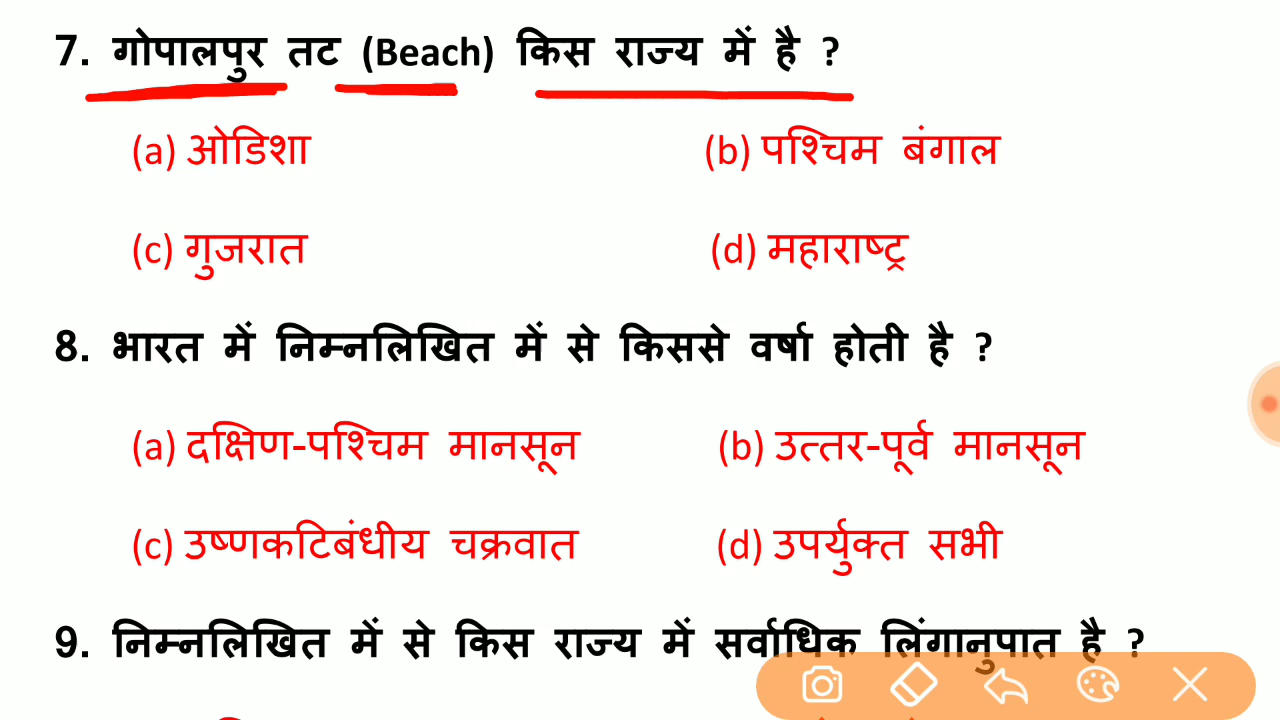 7. गोपालपुर तट (Beach) किस राज्य में है ?
(a) ओडिशा (b) पश्चिम बंगाल
(c) गुजरात (d) महाराष्ट्र
8. भारत में निम्नलिखित में से किससे वर्षा होती है ?
(a) दक्षिण-पश्चिम मानसून (b) उत्तर-पूर्व मानसून
(c) उष्णकटिबंधीय चक्रवात (d) उपर्युक्त सभी
9. निम्नलिखित में से किस राज्य में सर्वाधिक लिंगानुपात है ?